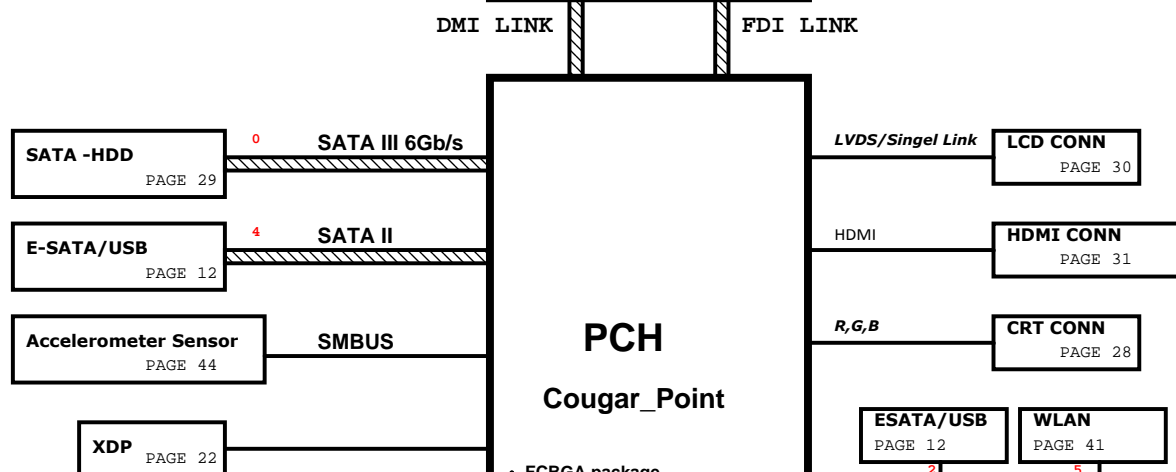 DMI LINK
FDI LINK
SATA -HDD
PAGE 29
0
SATA III 6Gb/s
LVDS/Singel Link
LCD CONN
PAGE 30
E-SATA/USB
PAGE 12
4
SATA II
HDMI
HDMI CONN
PAGE 31
Accelerometer Sensor
PAGE 44
SMBUS
PCH
Cougar_Point
R,G,B
CRT CONN
PAGE 28
XDP
PAGE 22
ESATA/USB
PAGE 12
2
WLAN
PAGE 41
5
• FCBGA package